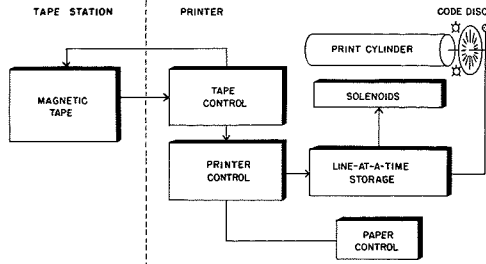 TAPE STATION
PRINTER
CODE DISC
PRINT CYLINDER
MAGNETIC
TAPE
TAPE
CONTROL
SOLENOIDS
PRINTER
CONTROL
LINE-AT-A-TIME
STORAGE
PAPER
CONTROL